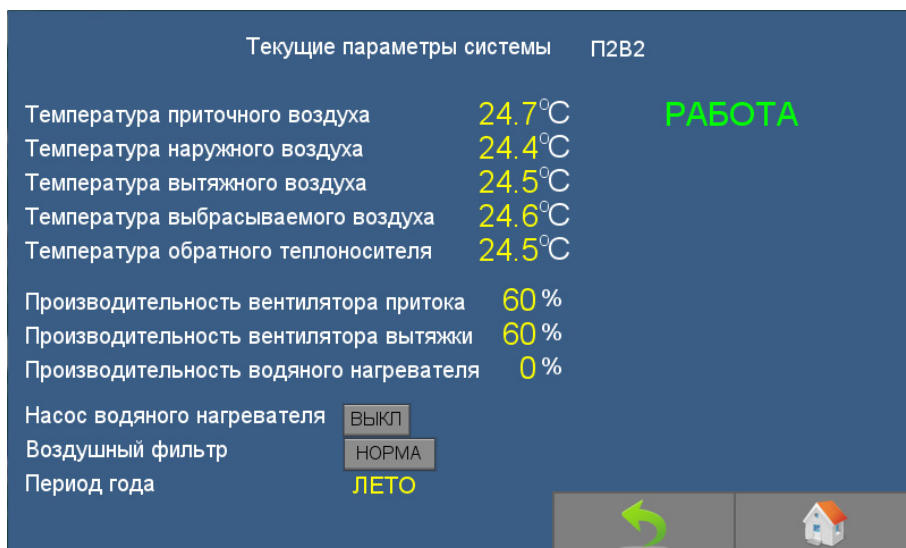 Текущие параметры системы П2В2
Температура приточного воздуха 24.7°C РАБОТА
Температура наружного воздуха 24.4°C
Температура вытяжного воздуха 24.5°C
Температура выбрасываемого воздуха 24.6°C
Температура обратного теплоносителя 24.5°C
Производительность вентилятора притока 60 %
Производительность вентилятора вытяжки 60 %
Производительность водяного нагревателя 0 %
Насос водяного нагревателя ВЫКЛ
Воздушный фильтр НОРМА
Период года ЛЕТО